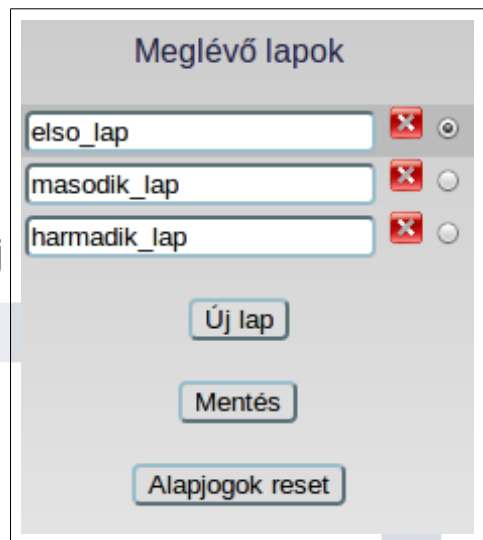 Meglévő lapok
elso_lap
masodik_lap
harmadik_lap
Új lap
Mentés
Alapjogok reset